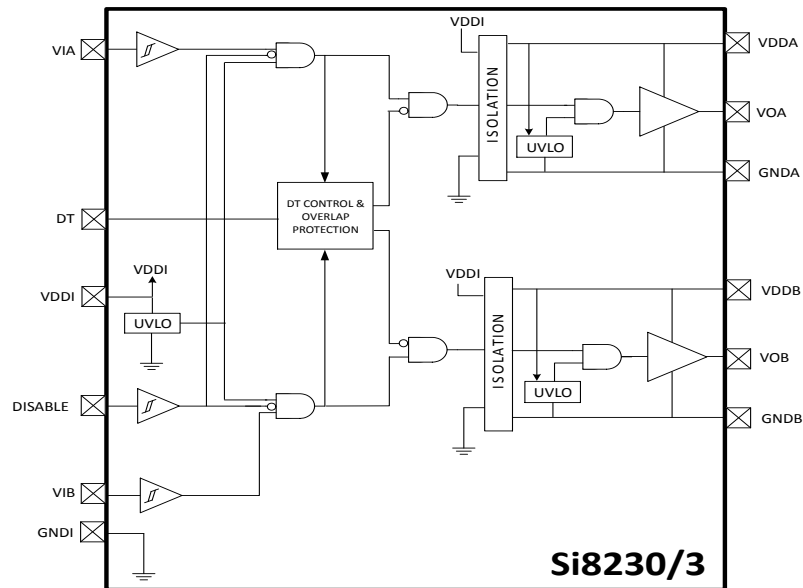 VIA
DT
VDDI
VDDI
UVLO
DISABLE
VIB
GNDI
DT CONTROL &
OVERLAP
PROTECTION
VDDI
ISOLATION
UVLO
VDDA
VOA
GNDA
VDDI
ISOLATION
UVLO
VDDB
VOB
GNDB
Si8230/3